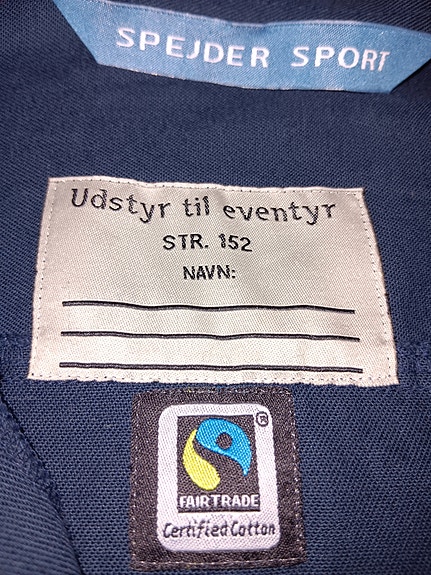 SPEJDER SPORT
Udstyr til eventyr
STR. 152
NAVN:
®
FAIRTRADE
Certified Cotton